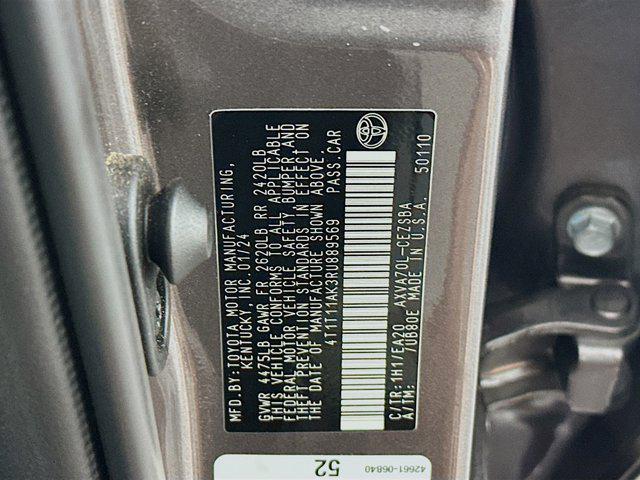 MFD. BY: TOYOTA MOTOR MANUFACTURING,
KENTUCKY, INC. 01/24
GVWR 4475LB GAWR FR 2620LB RR 2420LB
THIS VEHICLE CONFORMS TO ALL APPLICABLE
FEDERAL MOTOR VEHICLE SAFETY BUMPER AND
THEFT PREVENTION STANDARDS IN EFFECT ON
THE DATE OF MANUFACTURE SHOWN ABOVE.
4T1T11AK3RU889569 PASS. CAR
C/TR: 1H1/EA20 AXVA70L-CEZSBA
A/TM: /UB80E MADE IN U.S.A. 50110
52
42661-06840